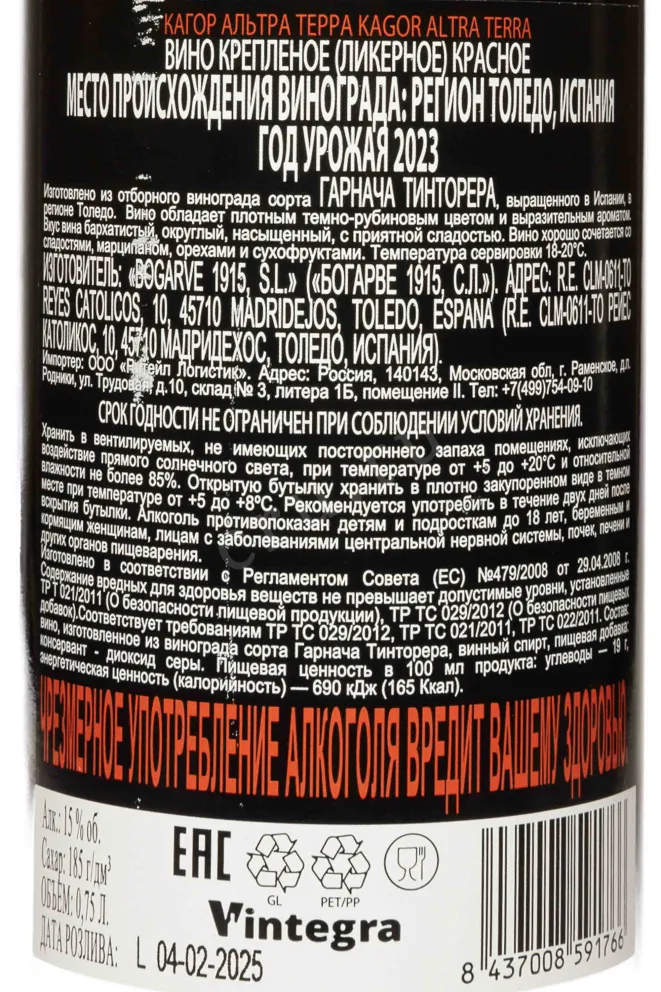 КАГОР АЛЬТРА ТЕРРА KAGOR ALTRA TERRA
ВИНО КРЕПЛЕНОЕ (ЛИКЕРНОЕ) КРАСНОЕ
МЕСТО ПРОИСХОЖДЕНИЯ ВИНОГРАДА: РЕГИОН ТОЛЕДО, ИСПАНИЯ
ГОД УРОЖАЯ 2023
Изготовлено из отборного винограда сорта ГАРНАЧА ТИНТОРЕРА, выращенного в Испании, в
регионе Толедо. Вино обладает плотным темно-рубиновым цветом и выразительным ароматом.
Вкус вина бархатистый, округлый, насыщенный, с приятной сладостью. Вино хорошо сочетается со
сладостями, марципаном, орехами и сухофруктами. Температура сервировки 18-20°С.
ИЗГОТОВИТЕЛЬ: «BOGARVE 1915, S.L.» («БОГАРВЕ 1915, С.Л.»). АДРЕС: R.E. CLM-0611-TO
REYES CATOLICOS, 10, 45710 MADRIDEJOS, TOLEDO, ESPANA (R.E. CLM-0611-TO РЕЙЕС
КАТОЛИКОС, 10, 45710 МАДРИДЕХОС, ТОЛЕДО, ИСПАНИЯ).
Импортер: ООО «Ритейл Логистик». Адрес: Россия, 140143, Московская обл, г. Раменское, д.п.
Родники, ул. Трудовая, д.10, склад № 3, литера 1Б, помещение II. Тел: +7(499)754-09-10
СРОК ГОДНОСТИ НЕ ОГРАНИЧЕН ПРИ СОБЛЮДЕНИИ УСЛОВИЙ ХРАНЕНИЯ.
Хранить в вентилируемых, не имеющих постороннего запаха помещениях, исключающих
воздействие прямого солнечного света, при температуре от +5 до +20°С и относительной
влажности не более 85%. Открытую бутылку хранить в плотно закупоренном виде в темном
месте при температуре от +5 до +8°С. Рекомендуется употребить в течение двух дней после
вскрытия бутылки. Алкоголь противопоказан детям и подросткам до 18 лет, беременным и
кормящим женщинам, лицам с заболеваниями центральной нервной системы, почек, печени и
других органов пищеварения.
Изготовлено в соответствии с Регламентом Совета (ЕС) №479/2008 от 29.04.2008 г.
Содержание вредных для здоровья веществ не превышает допустимые уровни, установленные
ТР Т 021/2011 (О безопасности пищевой продукции), ТР ТС 029/2012 (О безопасности пищевых
добавок).Соответствует требованиям ТР ТС 029/2012, ТР ТС 021/2011, ТР ТС 022/2011. Состав:
вино, изготовленное из винограда сорта Гарнача Тинторера, винный спирт, пищевая добавка:
консервант - диоксид серы. Пищевая ценность в 100 мл продукта: углеводы — 19 г,
энергетическая ценность (калорийность) — 690 кДж (165 Ккал).
ЧРЕЗМЕРНОЕ УПОТРЕБЛЕНИЕ АЛКОГОЛЯ ВРЕДИТ ВАШЕМУ ЗДОРОВЬЮ
Алк.: 15 % об.
Сахар: 185 г/дм³
ОБЪЁМ: 0,75 Л.
ДАТА РОЗЛИВА: L 04-02-2025
EAC
GL
PET/PP
Vintegra
8 437008 591766